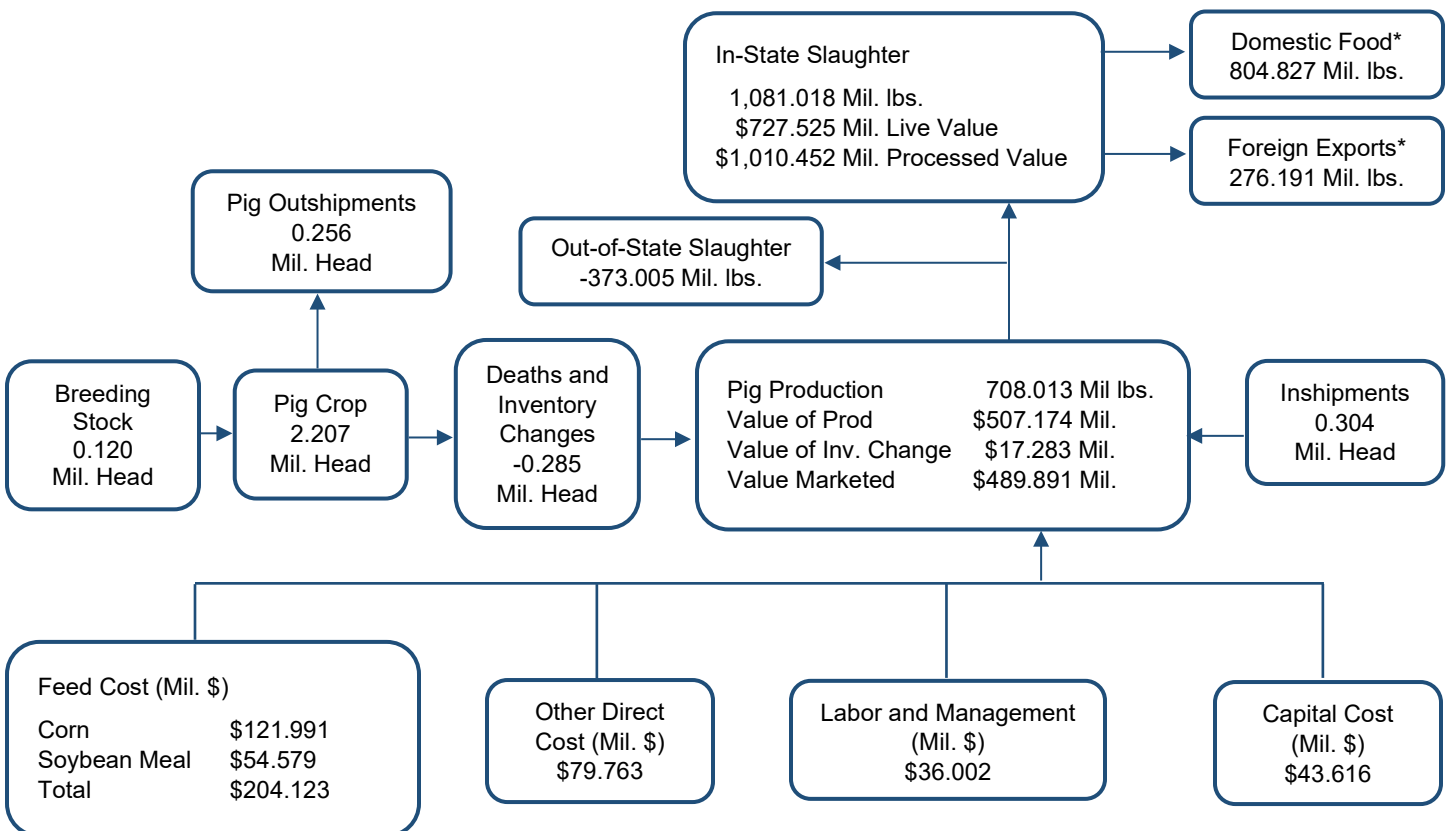 In-State Slaughter
1,081.018 Mil. lbs.
$727.525 Mil. Live Value
$1,010.452 Mil. Processed Value
Domestic Food*
804.827 Mil. lbs.
Foreign Exports*
276.191 Mil. lbs.
Pig Outshipments
0.256
Mil. Head
Out-of-State Slaughter
-373.005 Mil. lbs.
Breeding
Stock
0.120
Mil. Head
Pig Crop
2.207
Mil. Head
Deaths and
Inventory
Changes
-0.285
Mil. Head
Pig Production 708.013 Mil lbs.
Value of Prod $507.174 Mil.
Value of Inv. Change $17.283 Mil.
Value Marketed $489.891 Mil.
Inshipments
0.304
Mil. Head
Feed Cost (Mil. $)
Corn $121.991
Soybean Meal $54.579
Total $204.123
Other Direct
Cost (Mil. $)
$79.763
Labor and Management
(Mil. $)
$36.002
Capital Cost
(Mil. $)
$43.616